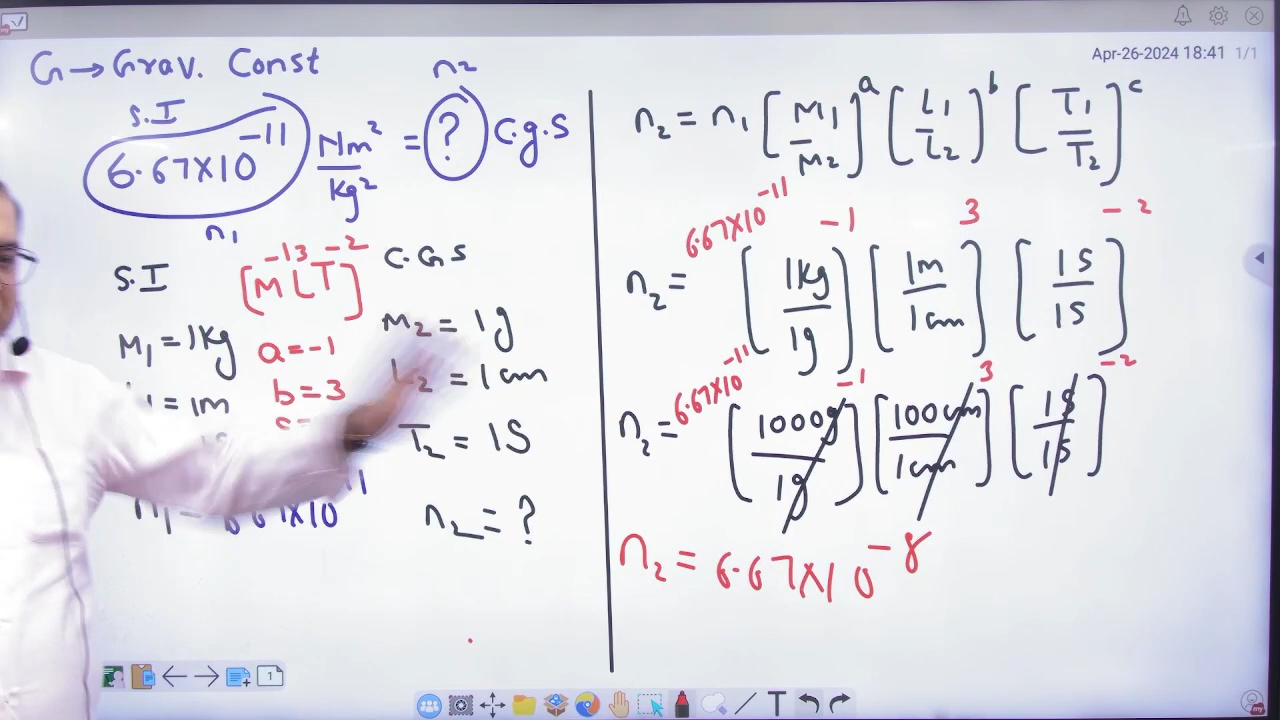 Apr-26-2024 18:41 1/1
G → Grav. Const
S.I
n2
6.67×10⁻¹¹ Nm²/kg² = ? C.g.S
n₁
S.I [M⁻¹L³T⁻²] C.G.S
M₁ = 1kg a = -1 M₂ = 1g
= 1m b = 3 L₂ = 1cm
T₂ = 1S
n₂ = ?
n₂ = n₁ [M₁/M₂]ᵃ [L₁/L₂]ᵇ [T₁/T₂]ᶜ
n₂ = 6.67×10⁻¹¹ [1kg/1g]⁻¹ [1m/1cm]³ [1S/1S]⁻²
n₂ = 6.67×10⁻¹¹ [1000g/1g]⁻¹ [100cm/1cm]³ [1S/1S]⁻²
n₂ = 6.67×10⁻⁸
1
T